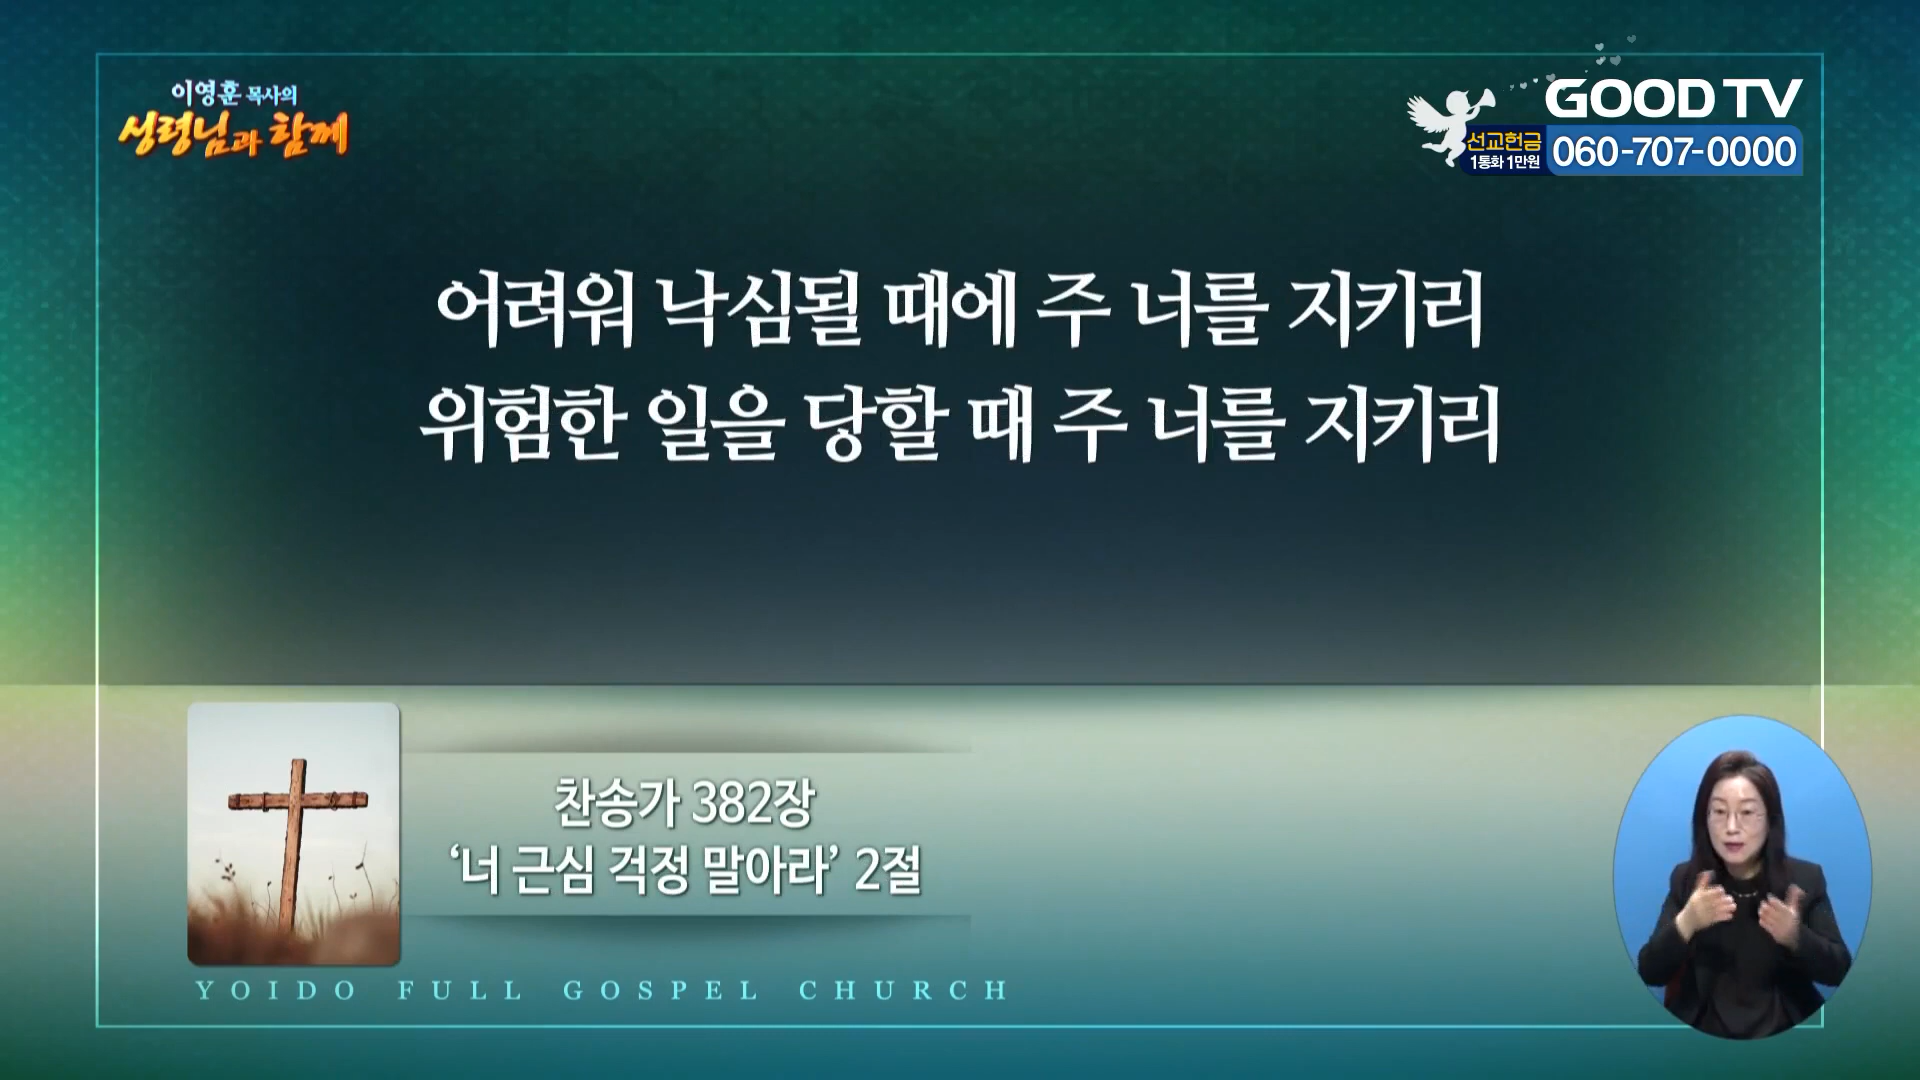 이영훈 목사의
성령님과 함께
GOOD TV
선교헌금
1통화 1만원
060-707-0000
어려워 낙심될 때에 주 너를 지키리
위험한 일을 당할 때 주 너를 지키리
찬송가 382장
‘너 근심 걱정 말아라’ 2절
YOIDO FULL GOSPEL CHURCH